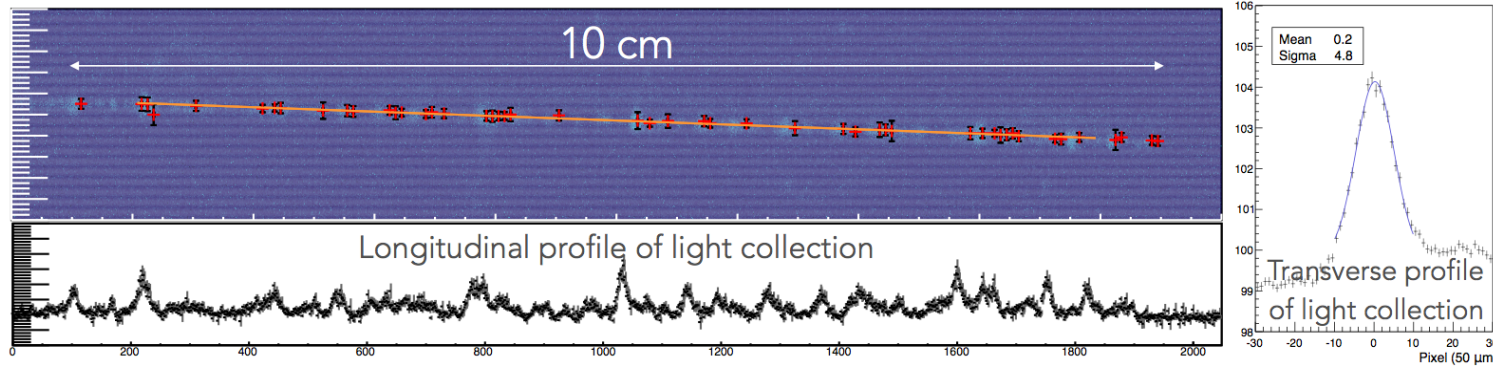 10 cm
Longitudinal profile of light collection
0 200 400 600 800 1000 1200 1400 1600 1800 2000
106
105
104
103
102
101
100
99
98
Mean 0.2
Sigma 4.8
Transverse profile
of light collection
-30 -20 -10 0 10 20 30
Pixel (50 µm